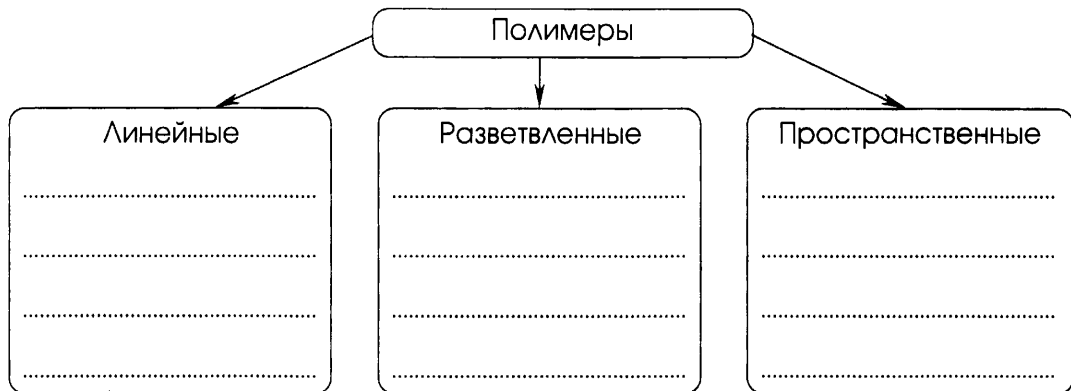 Полимеры
Линейные
Разветвленные
Пространственные